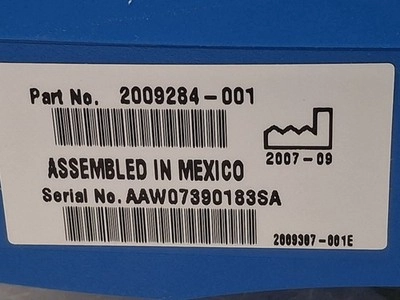 Part No. 2009284-001
2007-09
ASSEMBLED IN MEXICO
Serial No. AAW07390183SA
2009307-001E